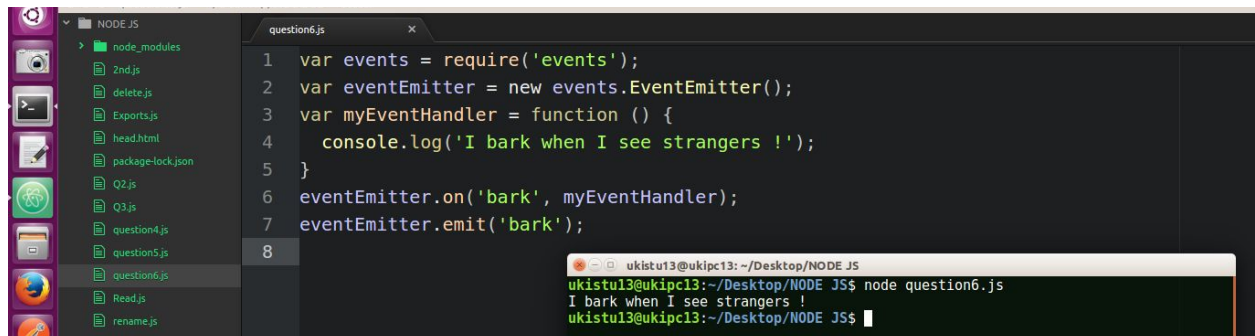 NODE JS
node_modules
2nd.js
delete.js
Exports.js
head.html
package-lock.json
Q2.js
Q3.js
question4.js
question5.js
question6.js
Read.js
rename.js
question6.js ×
1 var events = require('events');
2 var eventEmitter = new events.EventEmitter();
3 var myEventHandler = function () {
4 console.log('I bark when I see strangers !');
5 }
6 eventEmitter.on('bark', myEventHandler);
7 eventEmitter.emit('bark');
8
ukistu13@ukipc13: ~/Desktop/NODE JS
ukistu13@ukipc13:~/Desktop/NODE JS$ node question6.js
I bark when I see strangers !
ukistu13@ukipc13:~/Desktop/NODE JS$